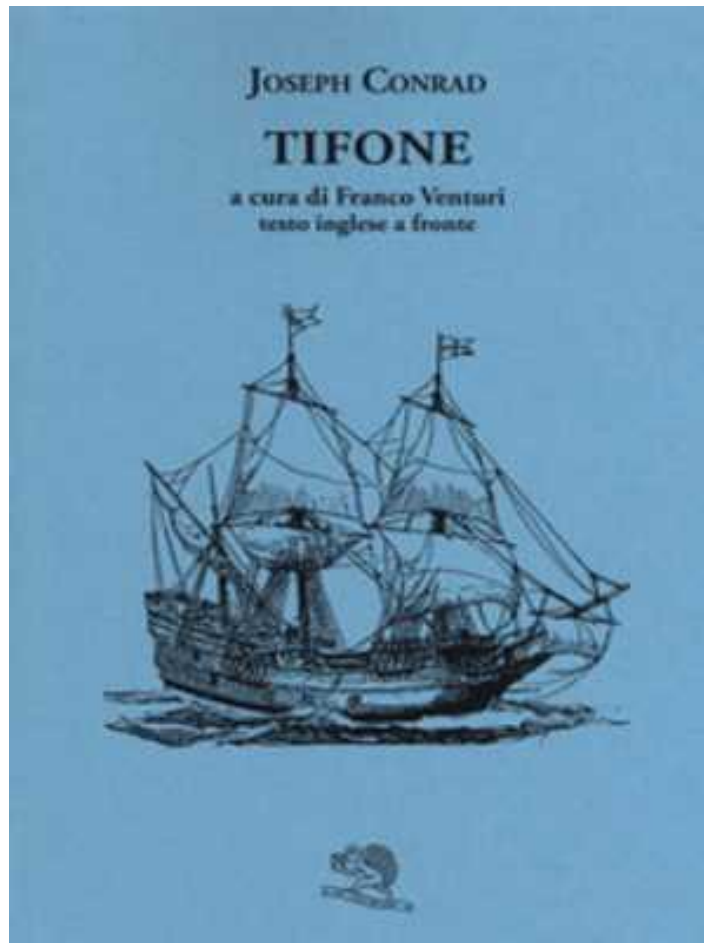 JOSEPH CONRAD
TIFONE
a cura di Franco Venturi
testo inglese a fronte